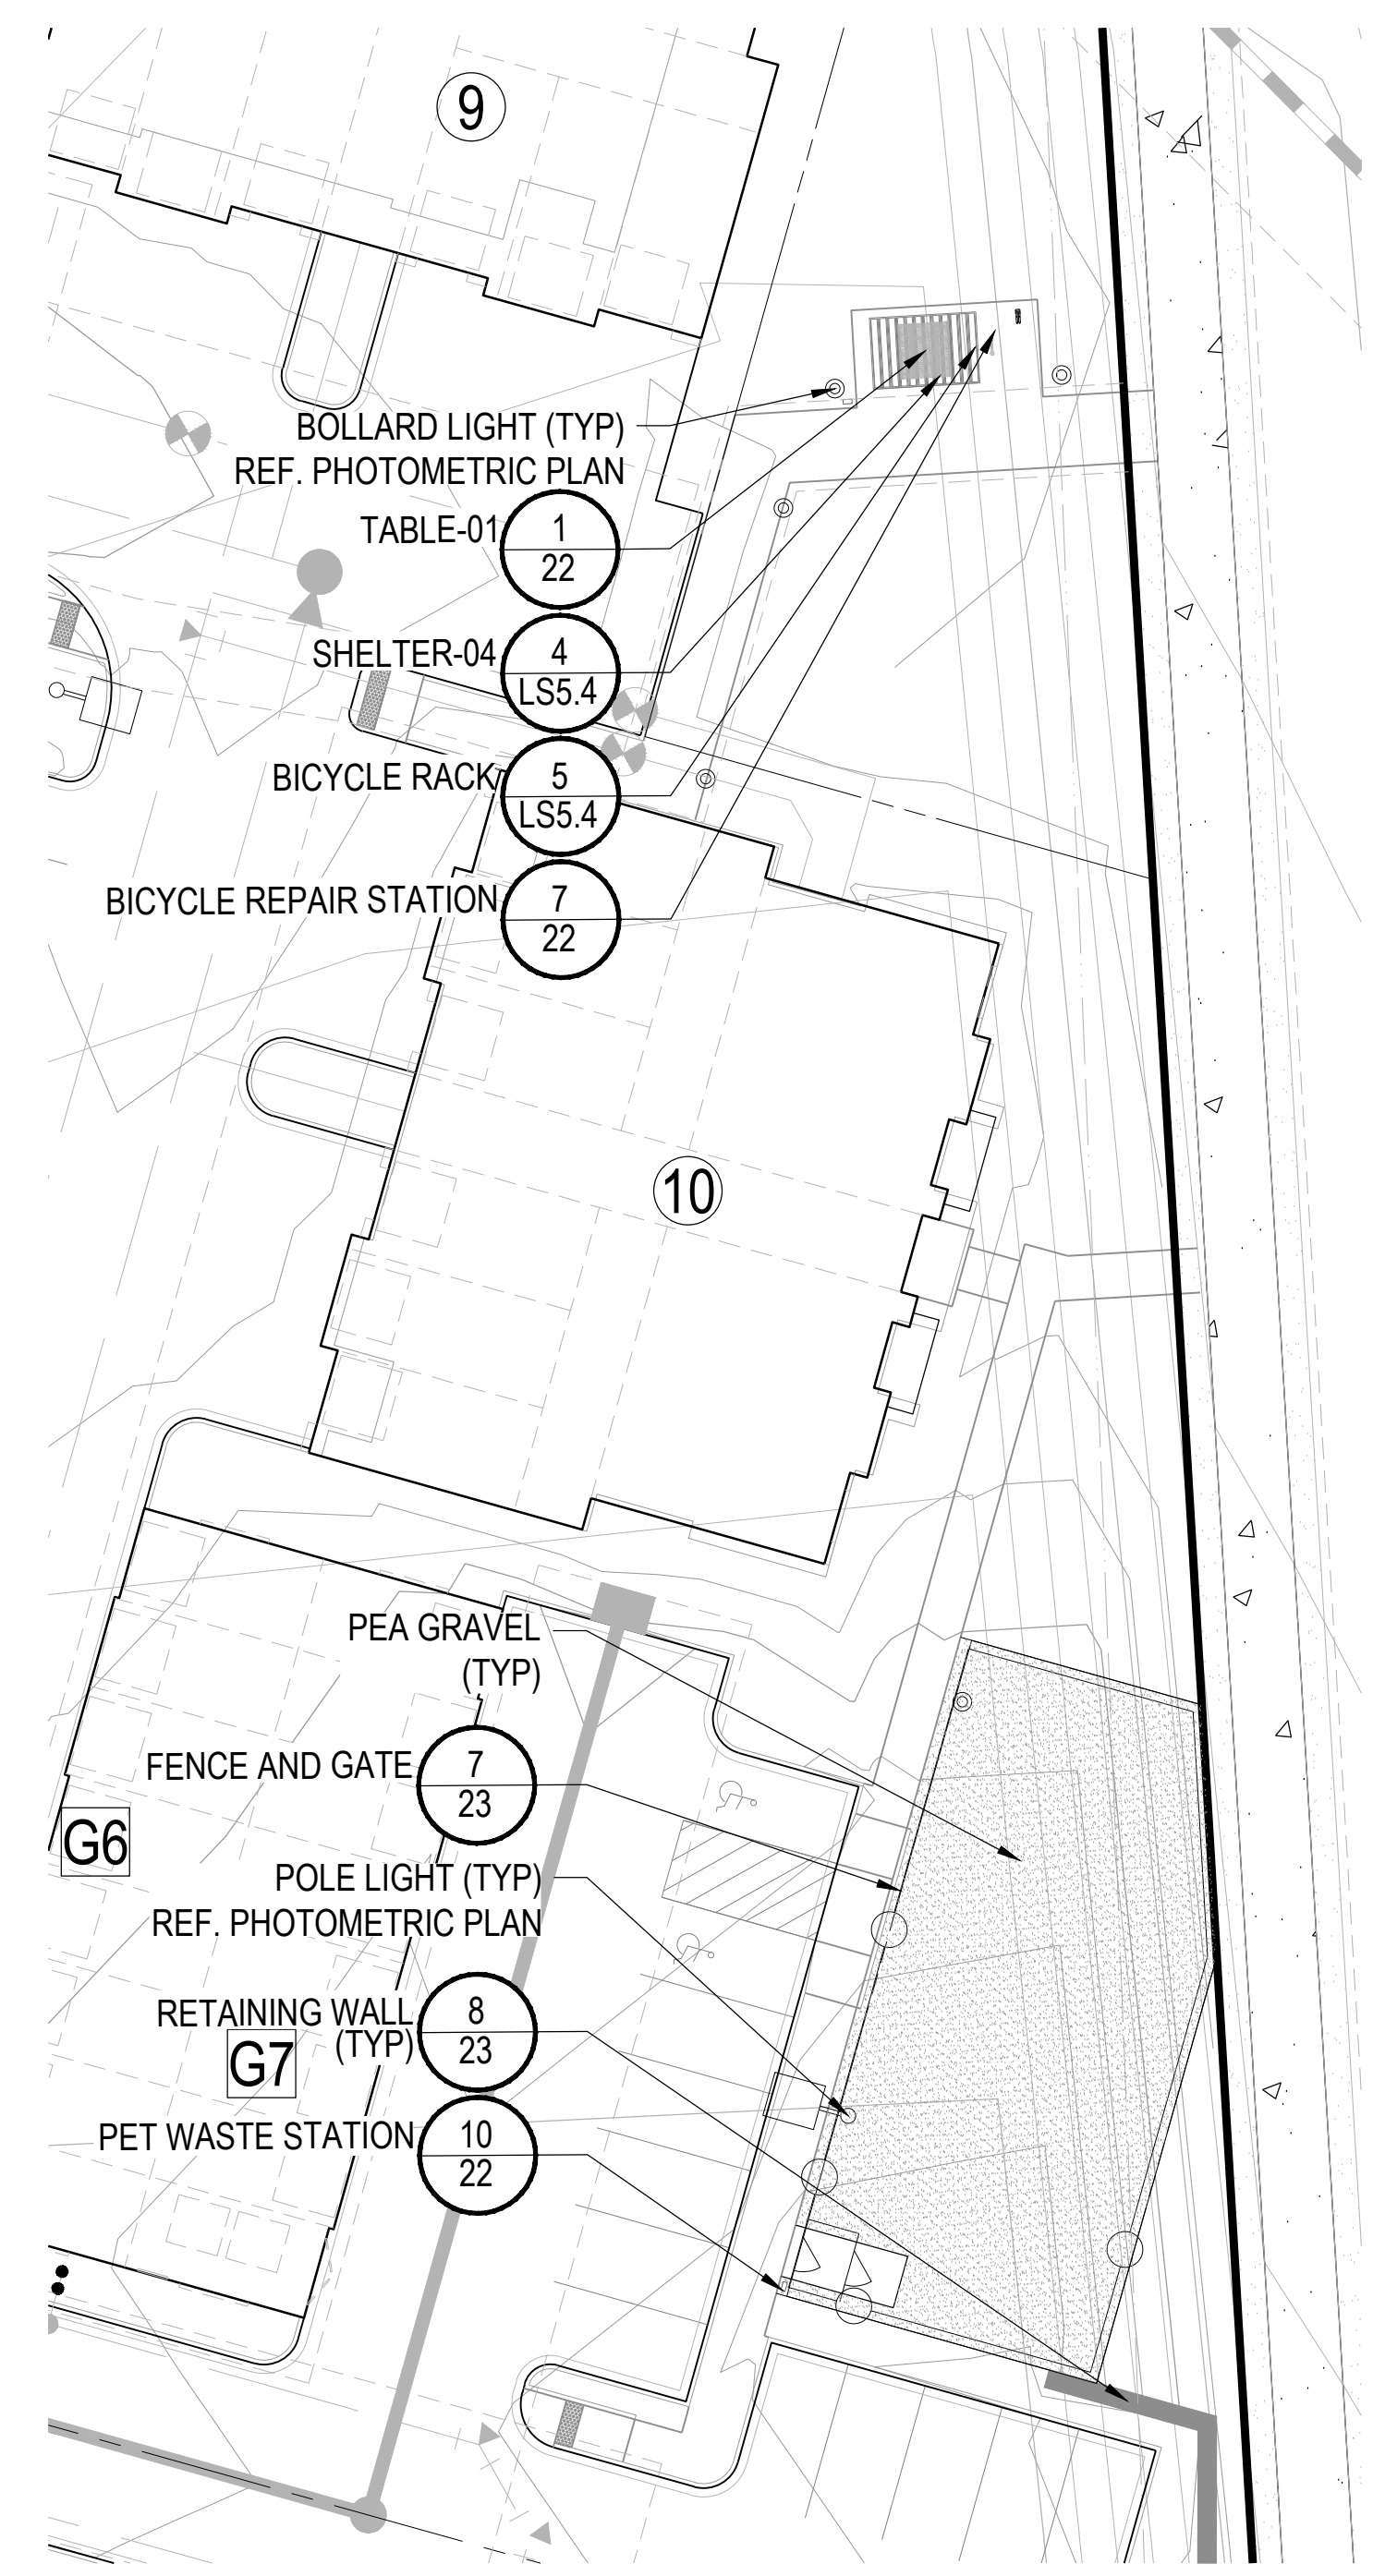 9
BOLLARD LIGHT (TYP)
REF. PHOTOMETRIC PLAN
TABLE-01
1
22
SHELTER-04
4
LS5.4
BICYCLE RACK
5
LS5.4
BICYCLE REPAIR STATION
7
22
10
PEA GRAVEL
(TYP)
FENCE AND GATE
7
23
G6
POLE LIGHT (TYP)
REF. PHOTOMETRIC PLAN
RETAINING WALL
(TYP)
8
23
G7
PET WASTE STATION
10
22